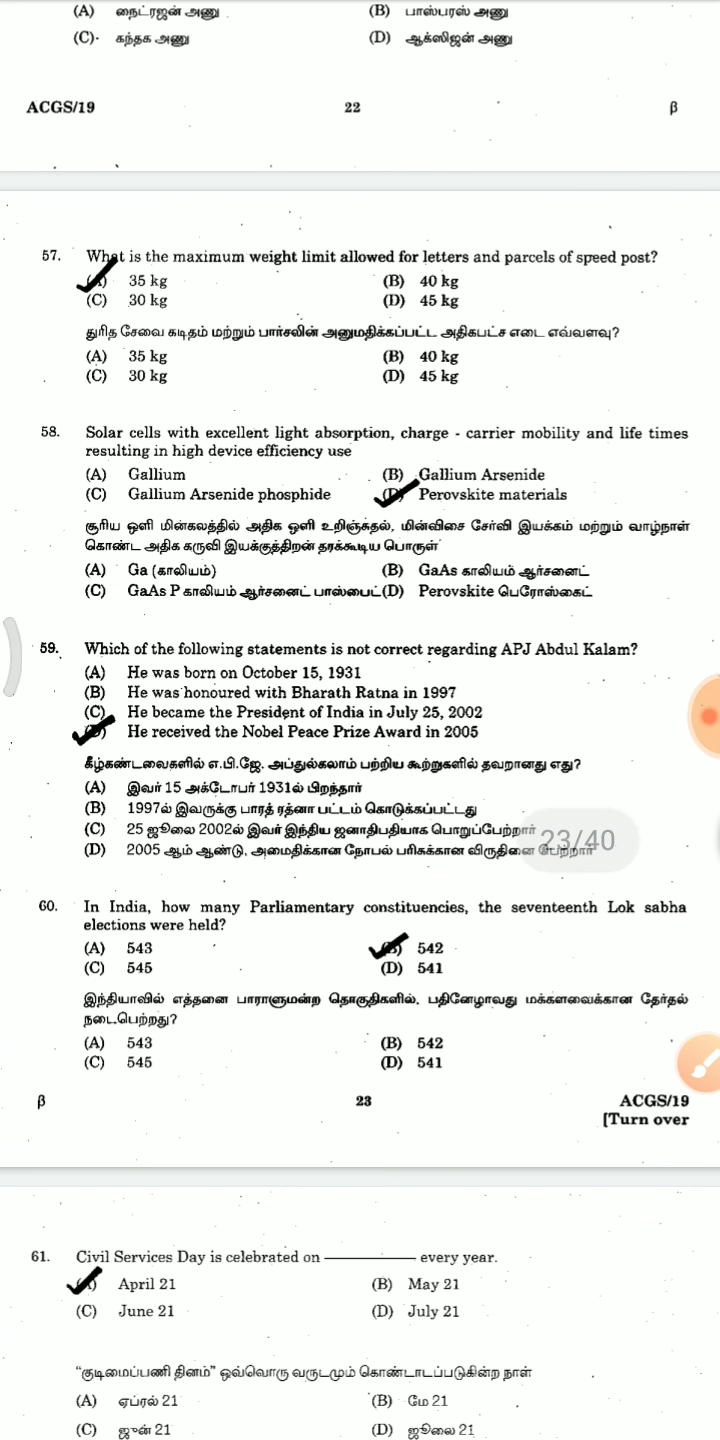 (A) நைட்ரஜன் அணு (B) பாஸ்பரஸ் அணு
(C) கந்தக அணு (D) ஆக்ஸிஜன் அணு
ACGS/19 22 β
57. What is the maximum weight limit allowed for letters and parcels of speed post?
35 kg (B) 40 kg
(C) 30 kg (D) 45 kg
துரித சேவை கடிதம் மற்றும் பார்சலின் அனுமதிக்கப்பட்ட அதிகபட்ச எடை எவ்வளவு?
(A) 35 kg (B) 40 kg
(C) 30 kg (D) 45 kg
58. Solar cells with excellent light absorption, charge - carrier mobility and life times
resulting in high device efficiency use
(A) Gallium (B) Gallium Arsenide
(C) Gallium Arsenide phosphide (D) Perovskite materials
சூரிய ஒளி மின்கலத்தில் அதிக ஒளி உறிஞ்சுதல், மின்விசை சேர்வி இயக்கம் மற்றும் வாழ்நாள்
கொண்ட அதிக கருவி இயக்குத்திறன் தரக்கூடிய பொருள்
(A) Ga (காலியம்) (B) GaAs காலியம் ஆர்சனைட்
(C) GaAs P காலியம் ஆர்சனைட் பாஸ்பைட் (D) Perovskite பெரோஸ்கைட்
59. Which of the following statements is not correct regarding APJ Abdul Kalam?
(A) He was born on October 15, 1931
(B) He was honoured with Bharath Ratna in 1997
(C) He became the President of India in July 25, 2002
He received the Nobel Peace Prize Award in 2005
கீழ்கண்டவைகளில் எ.பி.ஜே. அப்துல்கலாம் பற்றிய கூற்றுகளில் தவறானது எது?
(A) இவர் 15 அக்டோபர் 1931ல் பிறந்தார்
(B) 1997ல் இவருக்கு பாரத் ரத்னா பட்டம் கொடுக்கப்பட்டது
(C) 25 ஜூலை 2002ல் இவர் இந்திய ஜனாதிபதியாக பொறுப்பேற்றார்
23/40
(D) 2005 ஆம் ஆண்டு, அமைதிக்கான நோபல் பரிசுக்கான விருதினை பெற்றார்
60. In India, how many Parliamentary constituencies, the seventeenth Lok sabha
elections were held?
(A) 543 (B) 542
(C) 545 (D) 541
இந்தியாவில் எத்தனை பாராளுமன்ற தொகுதிகளில், பதினேழாவது மக்களவைக்கான தேர்தல்
நடைபெற்றது?
(A) 543 (B) 542
(C) 545 (D) 541
β 23 ACGS/19
[Turn over
61. Civil Services Day is celebrated on ———— every year.
April 21 (B) May 21
(C) June 21 (D) July 21
“குடிமைப்பணி தினம்” ஒவ்வொரு வருடமும் கொண்டாடப்படுகின்ற நாள்
(A) ஏப்ரல் 21 (B) மே 21
(C) ஜுன் 21 (D) ஜூலை 21